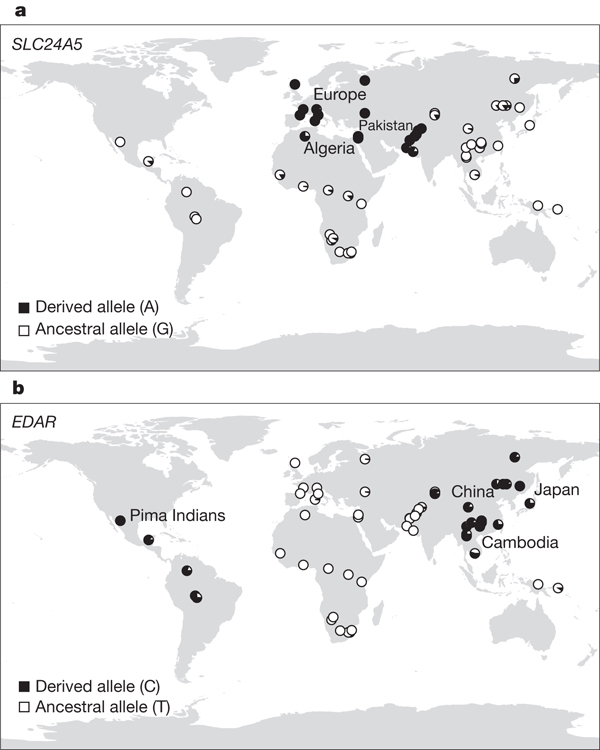 a
SLC24A5
Europe
Pakistan
Algeria
Derived allele (A)
Ancestral allele (G)
b
EDAR
China
Japan
Pima Indians
Cambodia
Derived allele (C)
Ancestral allele (T)